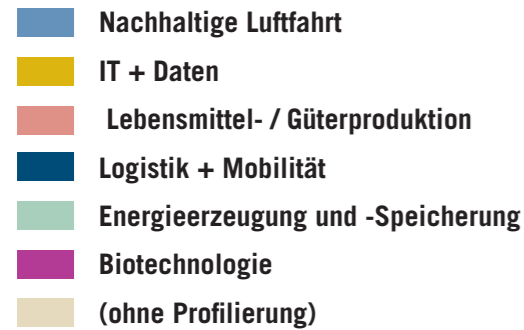 Nachhaltige Luftfahrt
IT + Daten
Lebensmittel- / Güterproduktion
Logistik + Mobilität
Energieerzeugung und -Speicherung
Biotechnologie
(ohne Profilierung)